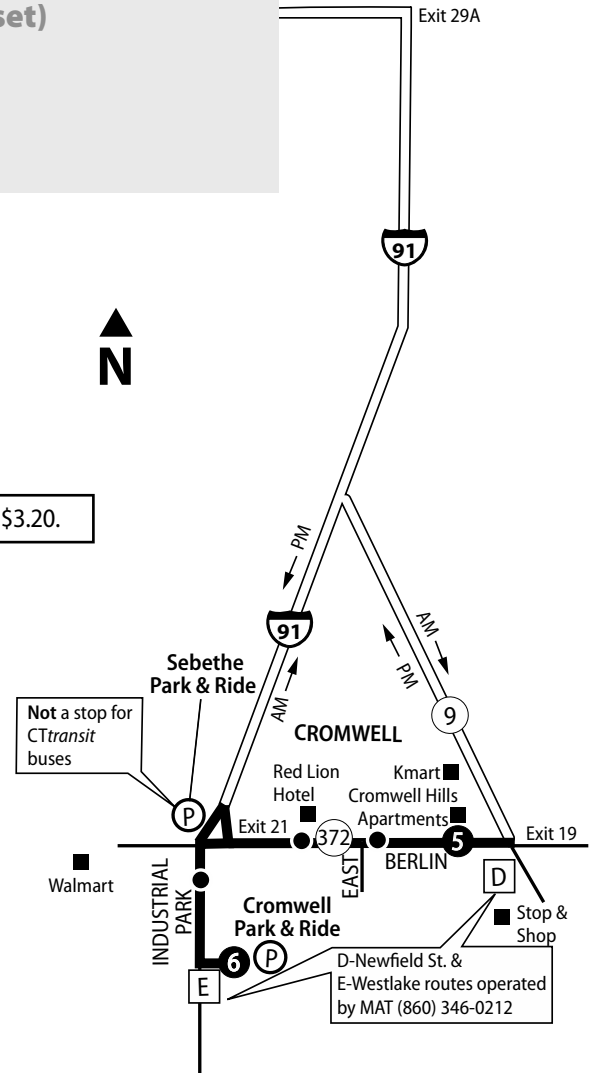 set)
Exit 29A
91
N
$3.20.
PM
AM
91
AM
PM
9
Sebethe
Park & Ride
Not a stop for
CTtransit
buses
CROMWELL
Red Lion
Hotel
Kmart
Cromwell Hills
Apartments
P
Exit 21
372
5
Exit 19
EAST
BERLIN
D
Walmart
INDUSTRIAL
PARK
Cromwell
Park & Ride
Stop &
Shop
6
P
E
D-Newfield St. &
E-Westlake routes operated
by MAT (860) 346-0212